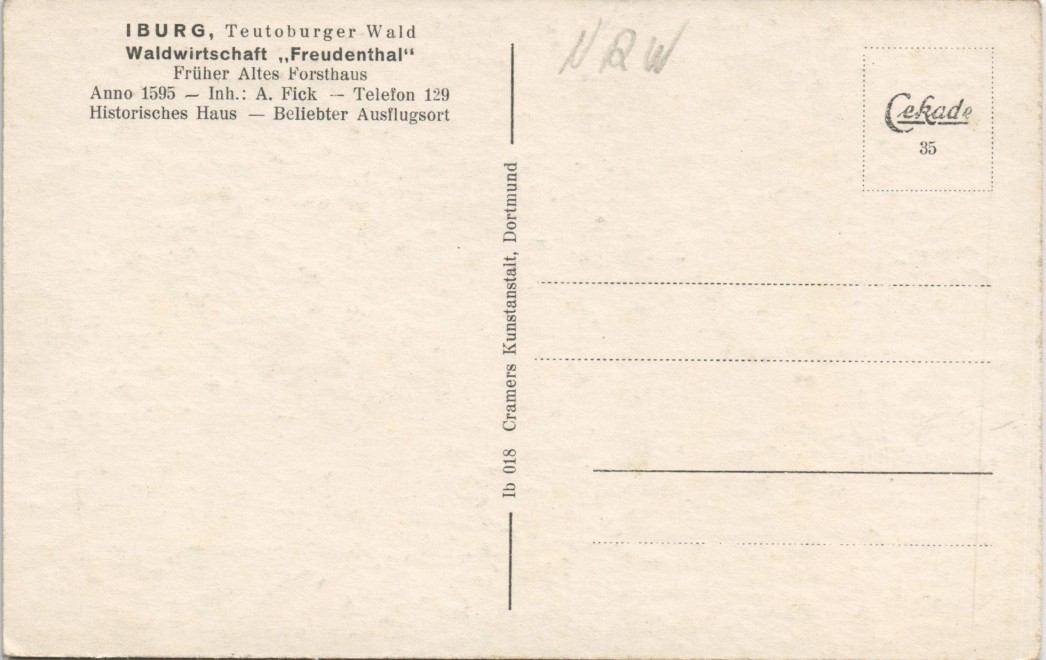 IBURG, Teutoburger Wald
Waldwirtschaft „Freudenthal“
Früher Altes Forsthaus
Anno 1595 — Inh.: A. Fick — Telefon 129
Historisches Haus — Beliebter Ausflugsort
Ib 018 Cramers Kunstanstalt, Dortmund
NRW
Cekade
35